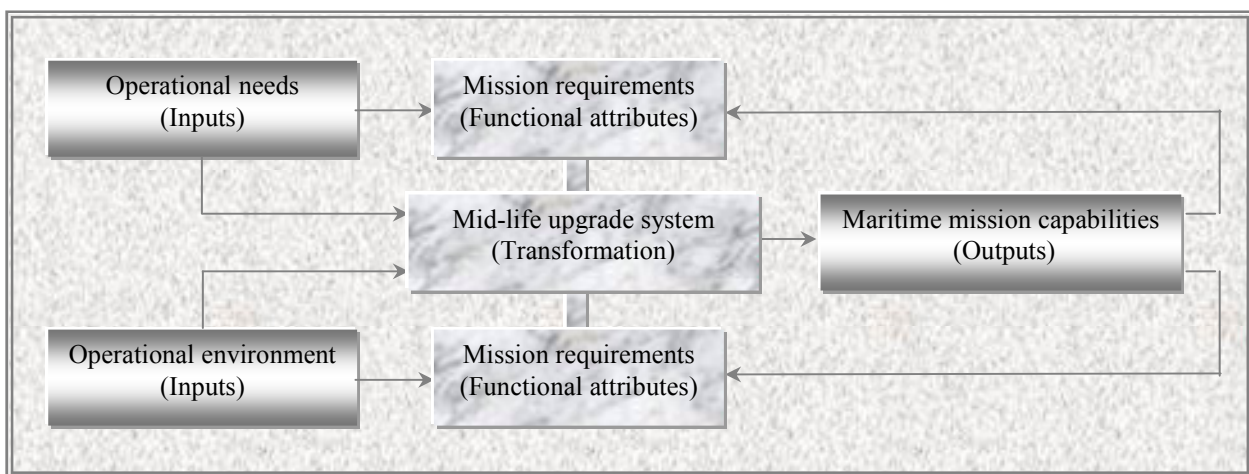 Operational needs
(Inputs)
Mission requirements
(Functional attributes)
Mid-life upgrade system
(Transformation)
Maritime mission capabilities
(Outputs)
Operational environment
(Inputs)
Mission requirements
(Functional attributes)